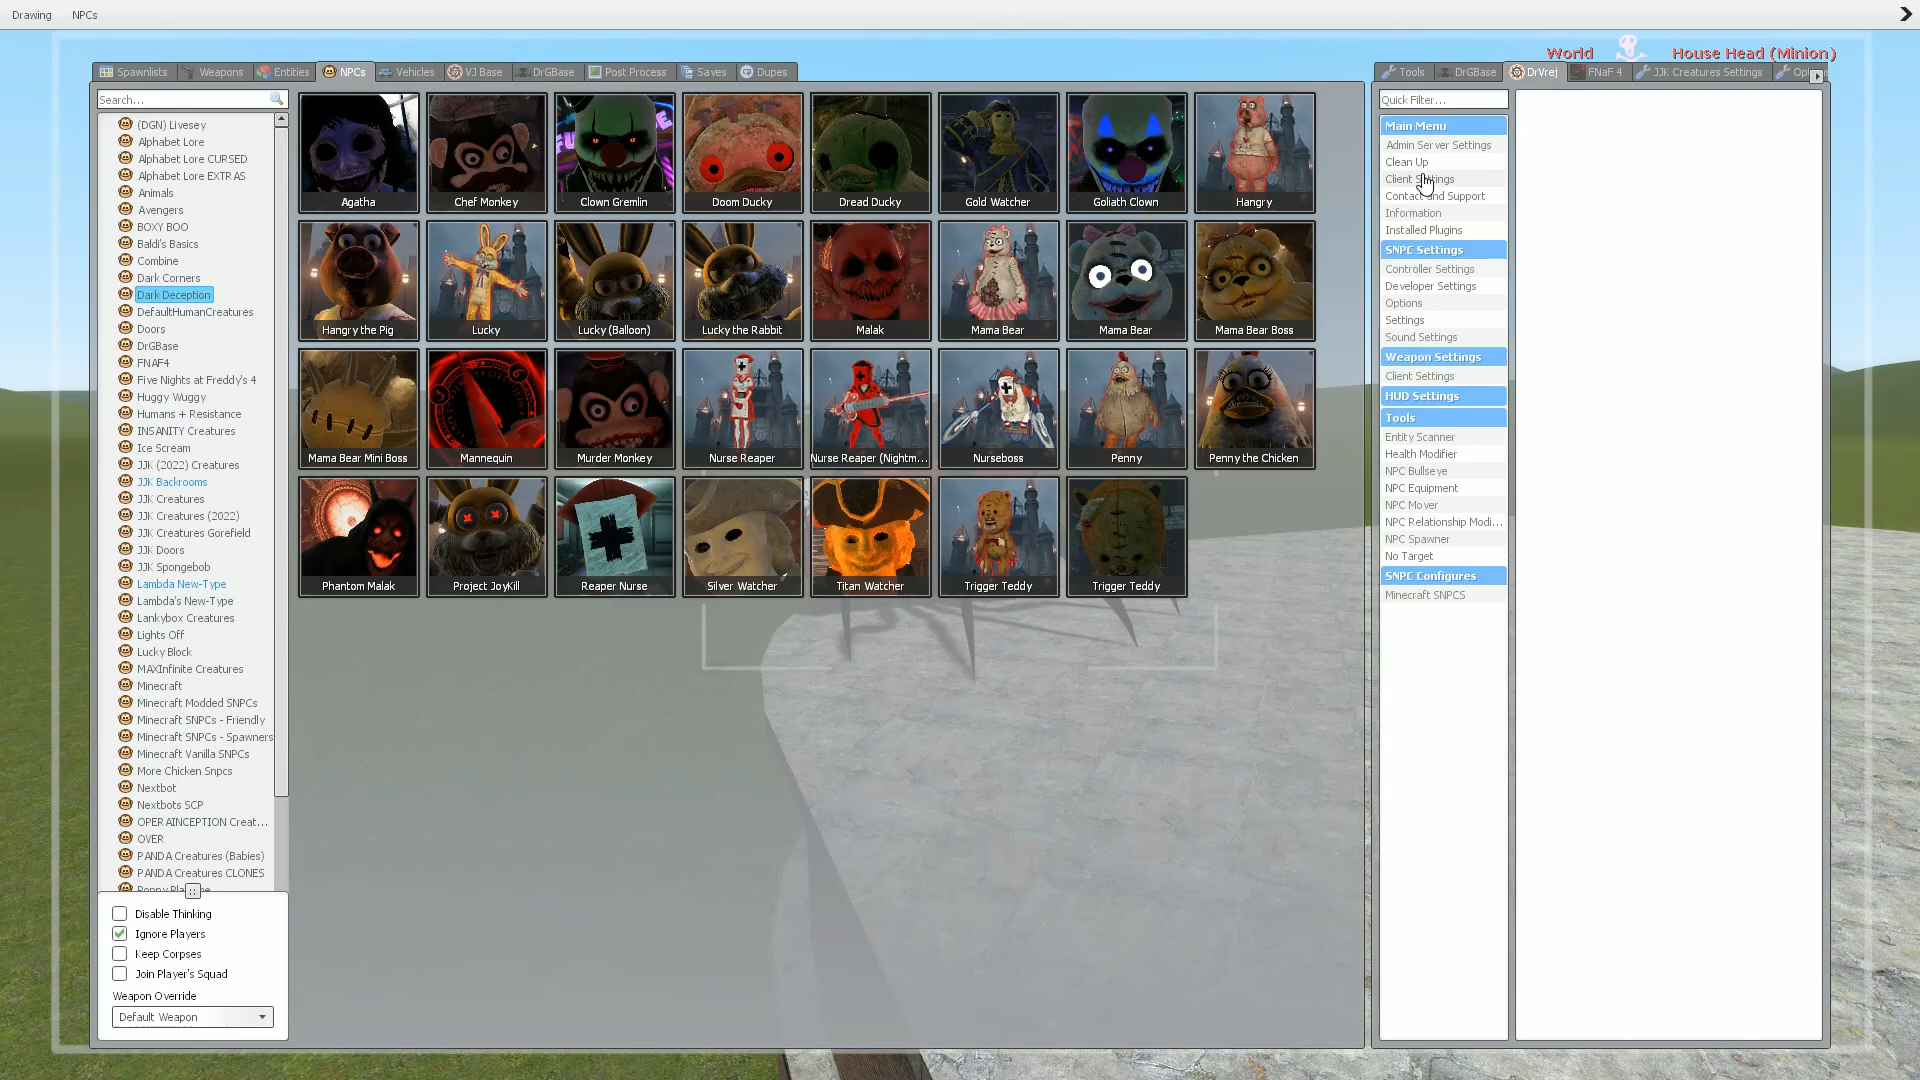 Drawing NPCs
World House Head (Minion)
Spawnlists Weapons Entities NPCs Vehicles VJ Base DrGBase Post Process Saves Dupes
Tools DrGBase DrVrej FNaF 4 JJK Creatures Settings
Search...
(DGN) Livesey
Alphabet Lore
Alphabet Lore CURSED
Alphabet Lore EXTRAS
Animals
Avengers
BOXY BOO
Baldi's Basics
Combine
Dark Corners
Dark Deception
DefaultHumanCreatures
Doors
DrGBase
FNAF4
Five Nights at Freddy's 4
Huggy Wuggy
Humans + Resistance
INSANITY Creatures
Ice Scream
JJK (2022) Creatures
JJK Backrooms
JJK Creatures
JJK Creatures (2022)
JJK Creatures Gorefield
JJK Doors
JJK Spongebob
Lambda New-Type
Lambda's New-Type
Lankybox Creatures
Lights Off
Lucky Block
MAXInfinite Creatures
Minecraft
Minecraft Modded SNPCs
Minecraft SNPCs - Friendly
Minecraft SNPCs - Spawners
Minecraft Vanilla SNPCs
More Chicken Snpcs
Nextbot
Nextbots SCP
OPERAINCEPTION Creat...
OVER
PANDA Creatures (Babies)
PANDA Creatures CLONES
Disable Thinking
Ignore Players
Keep Corpses
Join Player's Squad
Weapon Override
Default Weapon
Agatha Chef Monkey Clown Gremlin Doom Ducky Dread Ducky Gold Watcher Goliath Clown Hangry
Hangry the Pig Lucky Lucky (Balloon) Lucky the Rabbit Malak Mama Bear Mama Bear Mama Bear Boss
Mama Bear Mini Boss Mannequin Murder Monkey Nurse Reaper Nurse Reaper (Nightm... Nurseboss Penny Penny the Chicken
Phantom Malak Project JoyKill Reaper Nurse Silver Watcher Titan Watcher Trigger Teddy Trigger Teddy
Quick Filter...
Main Menu
Admin Server Settings
Clean Up
Client Settings
Contact and Support
Information
Installed Plugins
SNPC Settings
Controller Settings
Developer Settings
Options
Settings
Sound Settings
Weapon Settings
Client Settings
HUD Settings
Tools
Entity Scanner
Health Modifier
NPC Bullseye
NPC Equipment
NPC Mover
NPC Relationship Modi...
NPC Spawner
No Target
SNPC Configures
Minecraft SNPCS